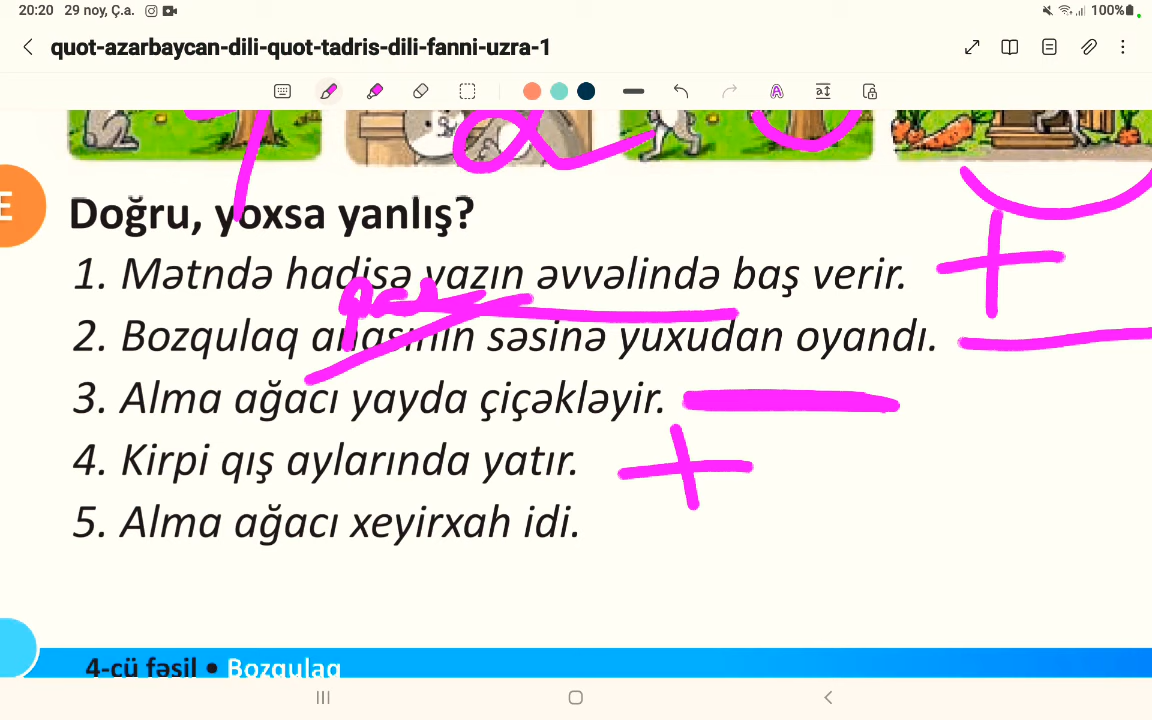 20:20 29 noy, Ç.a. 100%
quot-azarbaycan-dili-quot-tadris-dili-fanni-uzra-1
E
Doğru, yoxsa yanlış?
1. Mətndə hadisə yazın əvvəlində baş verir.
2. Bozqulaq anasının səsinə yuxudan oyandı.
3. Alma ağacı yayda çiçəkləyir.
4. Kirpi qış aylarında yatır.
5. Alma ağacı xeyirxah idi.
4-cü fəsil • Bozqulaq